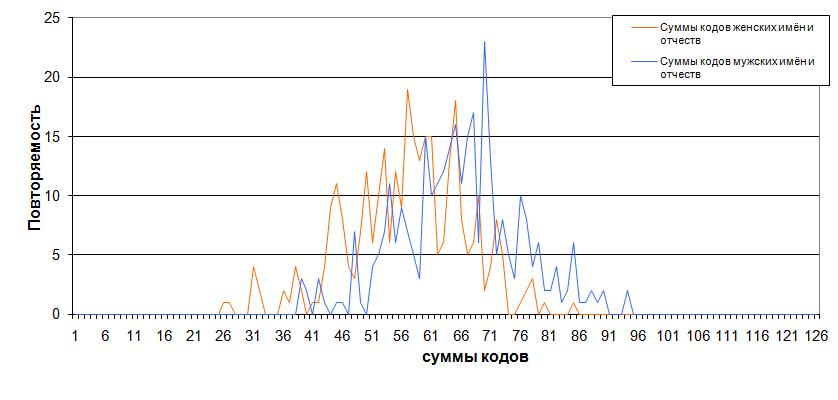 25
20
15
10
5
0
Повторяемость
Суммы кодов женских имён и
отчеств
Суммы кодов мужских имён и
отчеств
1 6 11 16 21 26 31 36 41 46 51 56 61 66 71 76 81 86 91 96 101 106 111 116 121 126
суммы кодов